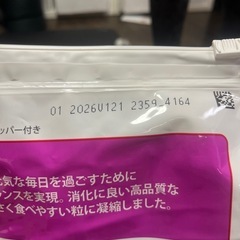 01 2026V121 2359 4164
ッパー付き
気な毎日を過ごすために
ンスを実現。消化に良い高品質な
さく食べやすい粒に凝縮しました。